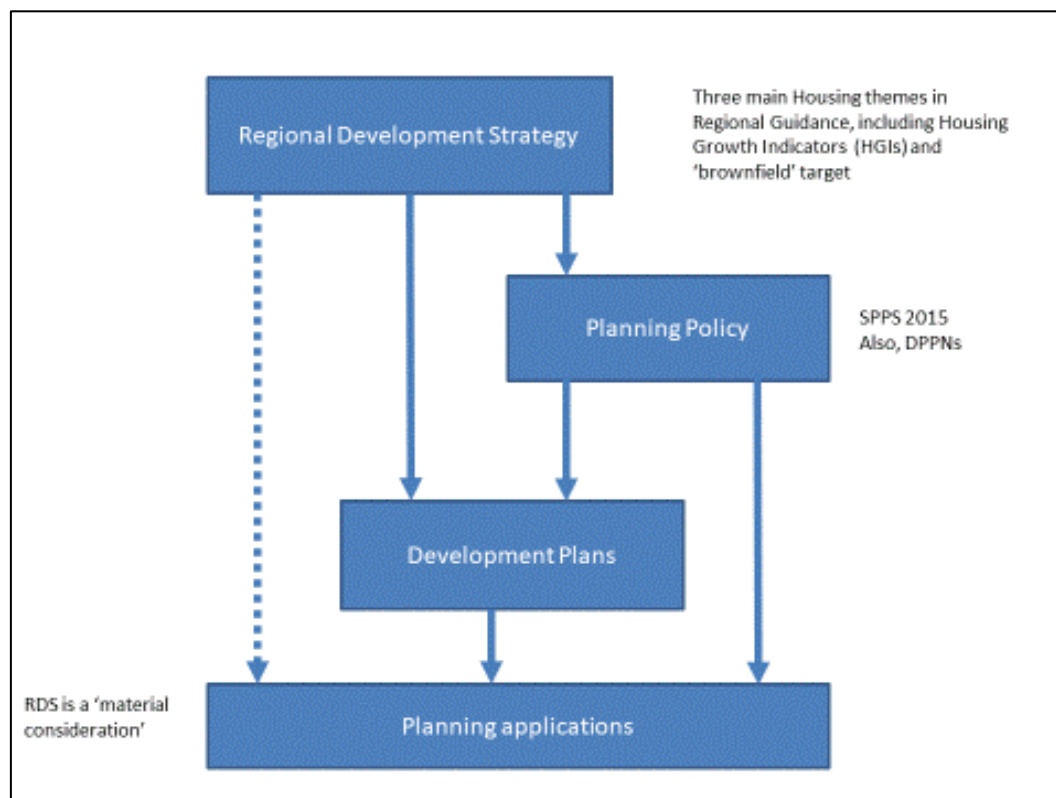 Regional Development Strategy
Three main Housing themes in
Regional Guidance, including Housing
Growth Indicators (HGIs) and
‘brownfield’ target
Planning Policy
SPPS 2015
Also, DPPNs
Development Plans
RDS is a ‘material
consideration’
Planning applications